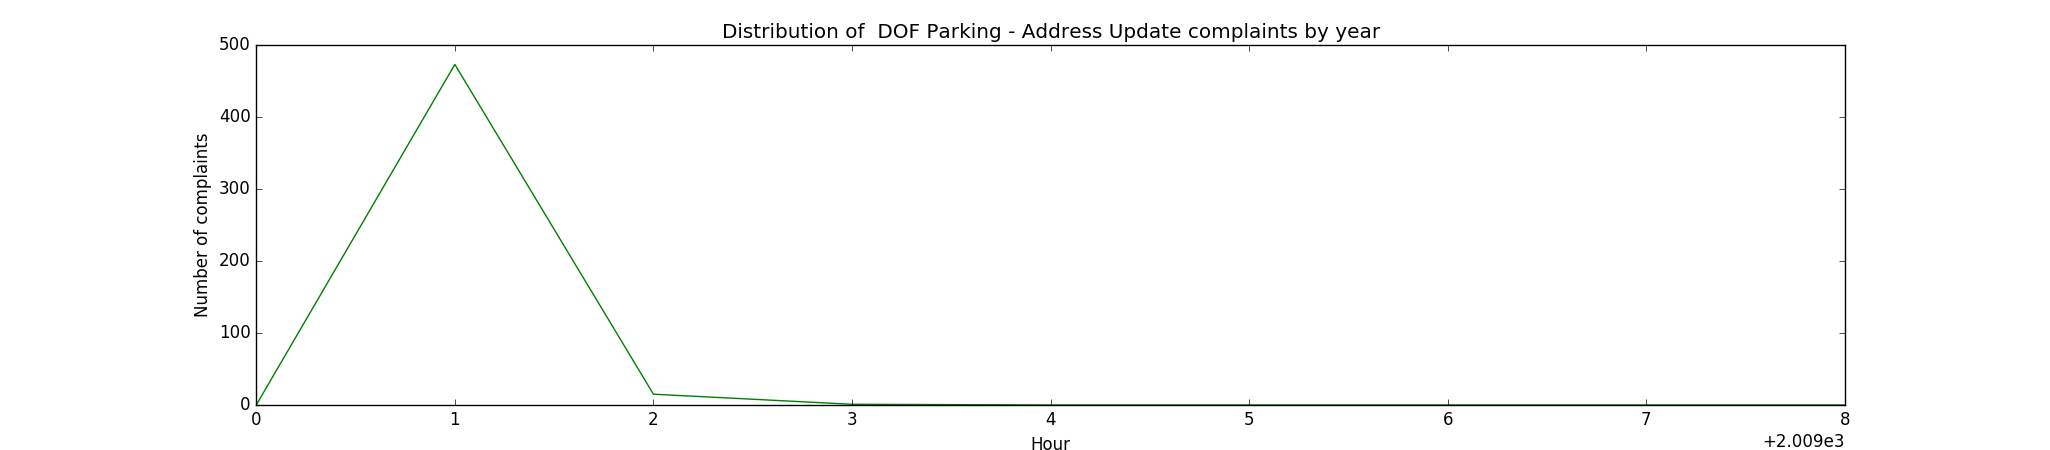 Distribution of  DOF Parking - Address Update complaints by year
500
400
300
200
100
0
Number of complaints
0 1 2 3 4 5 6 7 8
Hour
+2.009e3